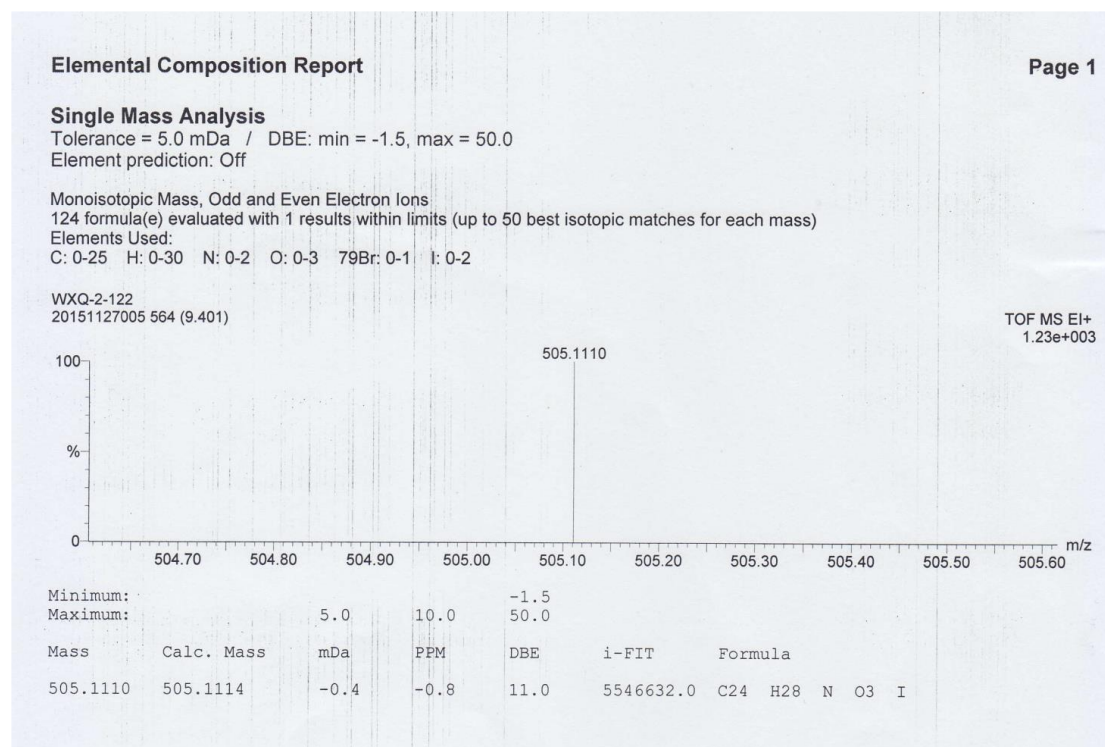 Elemental Composition Report Page 1
Single Mass Analysis
Tolerance = 5.0 mDa / DBE: min = -1.5, max = 50.0
Element prediction: Off
Monoisotopic Mass, Odd and Even Electron Ions
124 formula(e) evaluated with 1 results within limits (up to 50 best isotopic matches for each mass)
Elements Used:
C: 0-25 H: 0-30 N: 0-2 O: 0-3 79Br: 0-1 I: 0-2
WXQ-2-122
20151127005 564 (9.401) TOF MS EI+
1.23e+003
505.1110
100
%
0
504.70 504.80 504.90 505.00 505.10 505.20 505.30 505.40 505.50 505.60 m/z
Minimum: -1.5
Maximum: 5.0 10.0 50.0
Mass Calc. Mass mDa PPM DBE i-FIT Formula
505.1110 505.1114 -0.4 -0.8 11.0 5546632.0 C24 H28 N O3 I